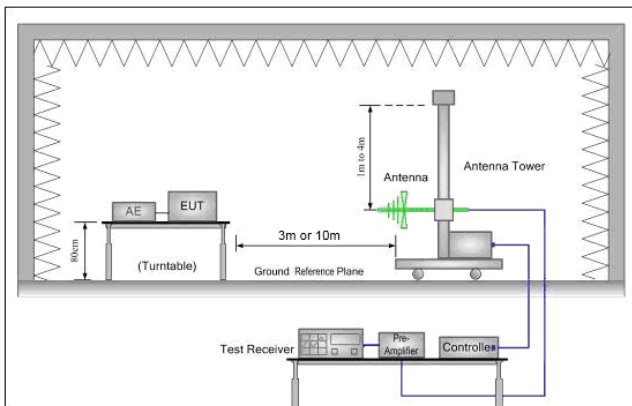 1m to 4m
Antenna
Antenna Tower
AE
EUT
80cm
(Turntable)
3m or 10m
Ground Reference Plane
Test Receiver
Pre-
Amplifier
Controller